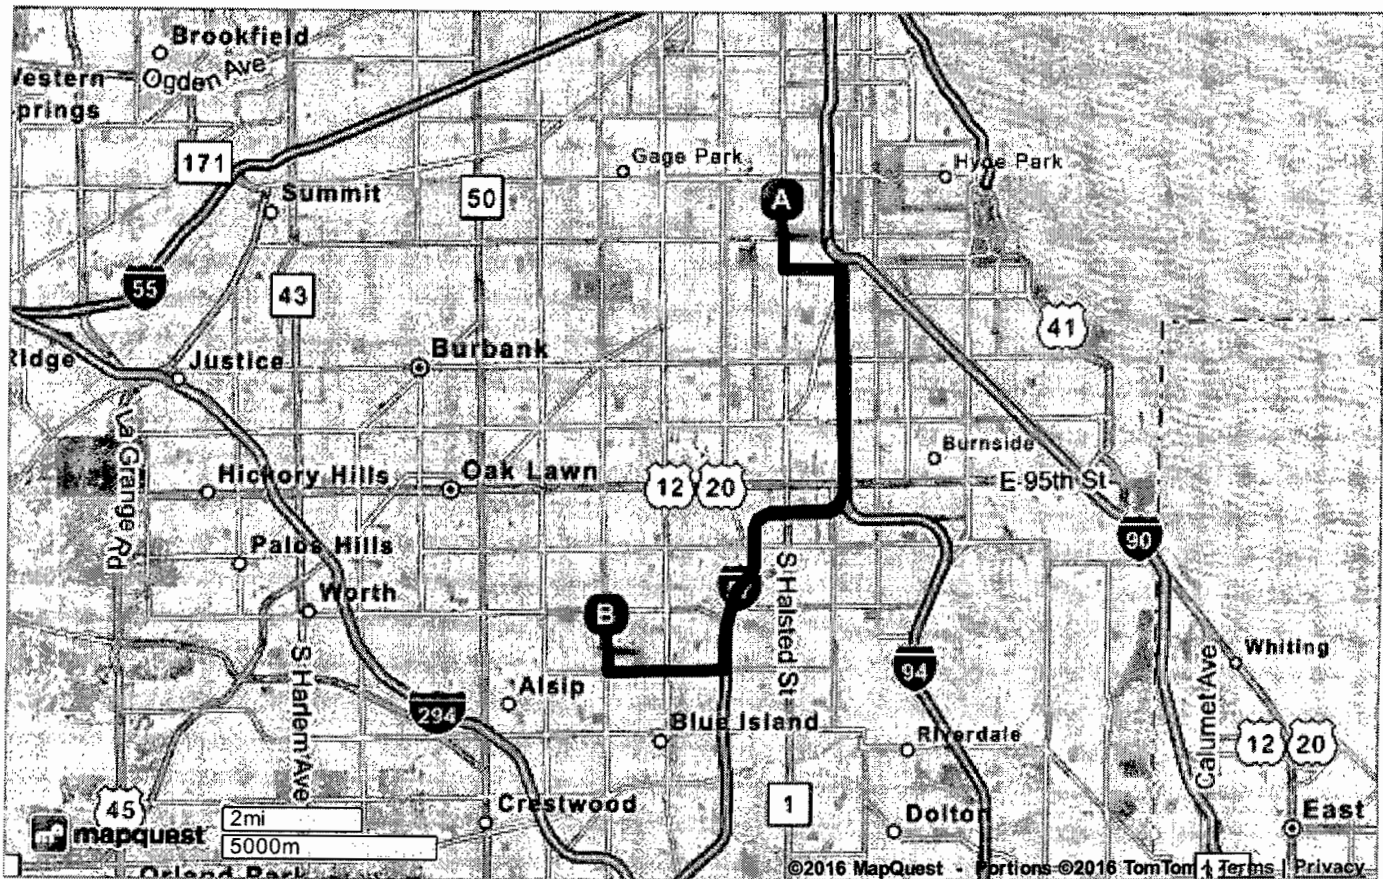 Brookfield
Ogden Ave
Western
Springs
171
Gage Park
Hyde Park
Summit
50
A
55
43
41
Ridge
Justice
Burbank
La Grange Rd
Burnside
Hickory Hills
Oak Lawn
12
20
E 95th St
Palos Hills
90
Worth
B
57
S Halsted St
94
Whiting
S Harlem Ave
Alsip
294
Blue Island
Riverdale
Calumet Ave
12
20
45
Crestwood
1
Dolton
East
mapquest
2mi
5000m
Orland Park
©2016 MapQuest - Portions ©2016 TomTom | Terms | Privacy